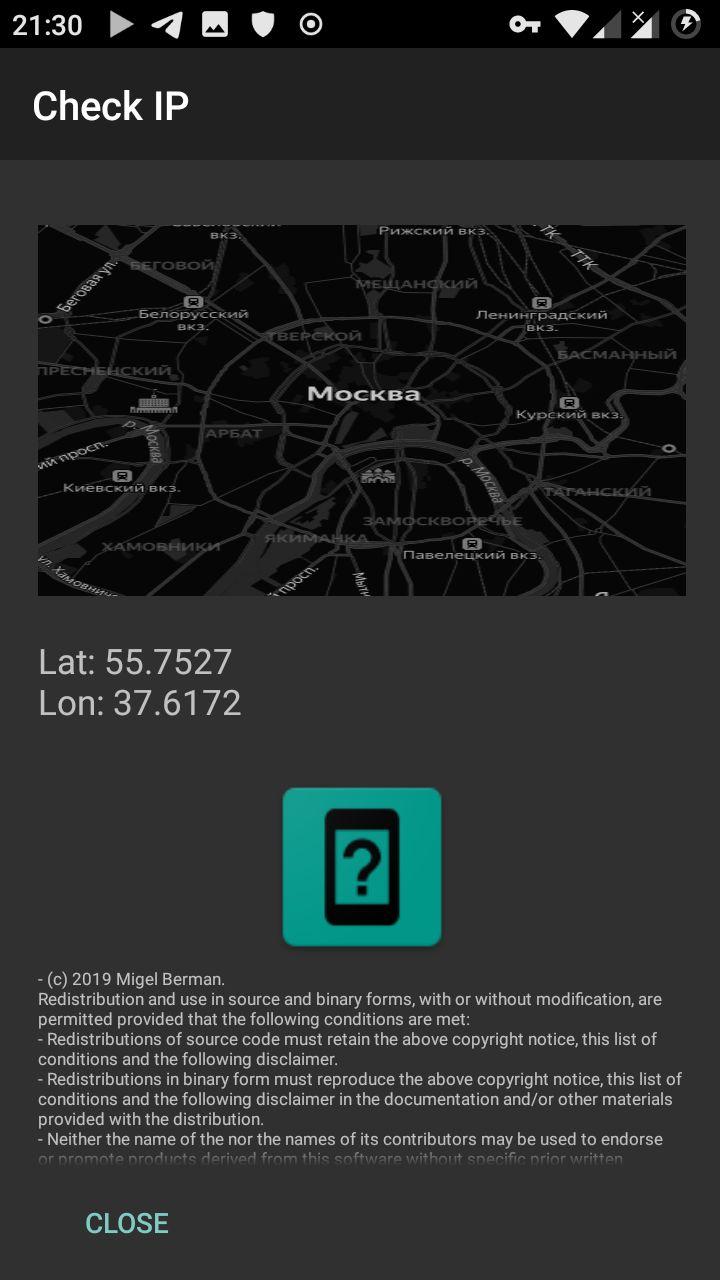 21:30
Check IP
вкз.
Рижский вкз.
ТТК
ТТК
Беговая ул.
БЕГОВОЙ
МЕЩАНСКИЙ
Белорусский
вкз.
Ленинградский
вкз.
ТВЕРСКОЙ
БАСМАННЫЙ
ПРЕСНЕНСКИЙ
Москва
Курский вкз.
р. Москва
АРБАТ
ий просп.
Киевский вкз.
р. Москва
ТАГАНСКИЙ
ЗАМОСКВОРЕЧЬЕ
ЯКИМАНКА
ХАМОВНИКИ
Павелецкий вкз.
просп.
Lat: 55.7527
Lon: 37.6172
?
- (c) 2019 Migel Berman.
Redistribution and use in source and binary forms, with or without modification, are
permitted provided that the following conditions are met:
- Redistributions of source code must retain the above copyright notice, this list of
conditions and the following disclaimer.
- Redistributions in binary form must reproduce the above copyright notice, this list of
conditions and the following disclaimer in the documentation and/or other materials
provided with the distribution.
- Neither the name of the nor the names of its contributors may be used to endorse
or promote products derived from this software without specific prior written
CLOSE